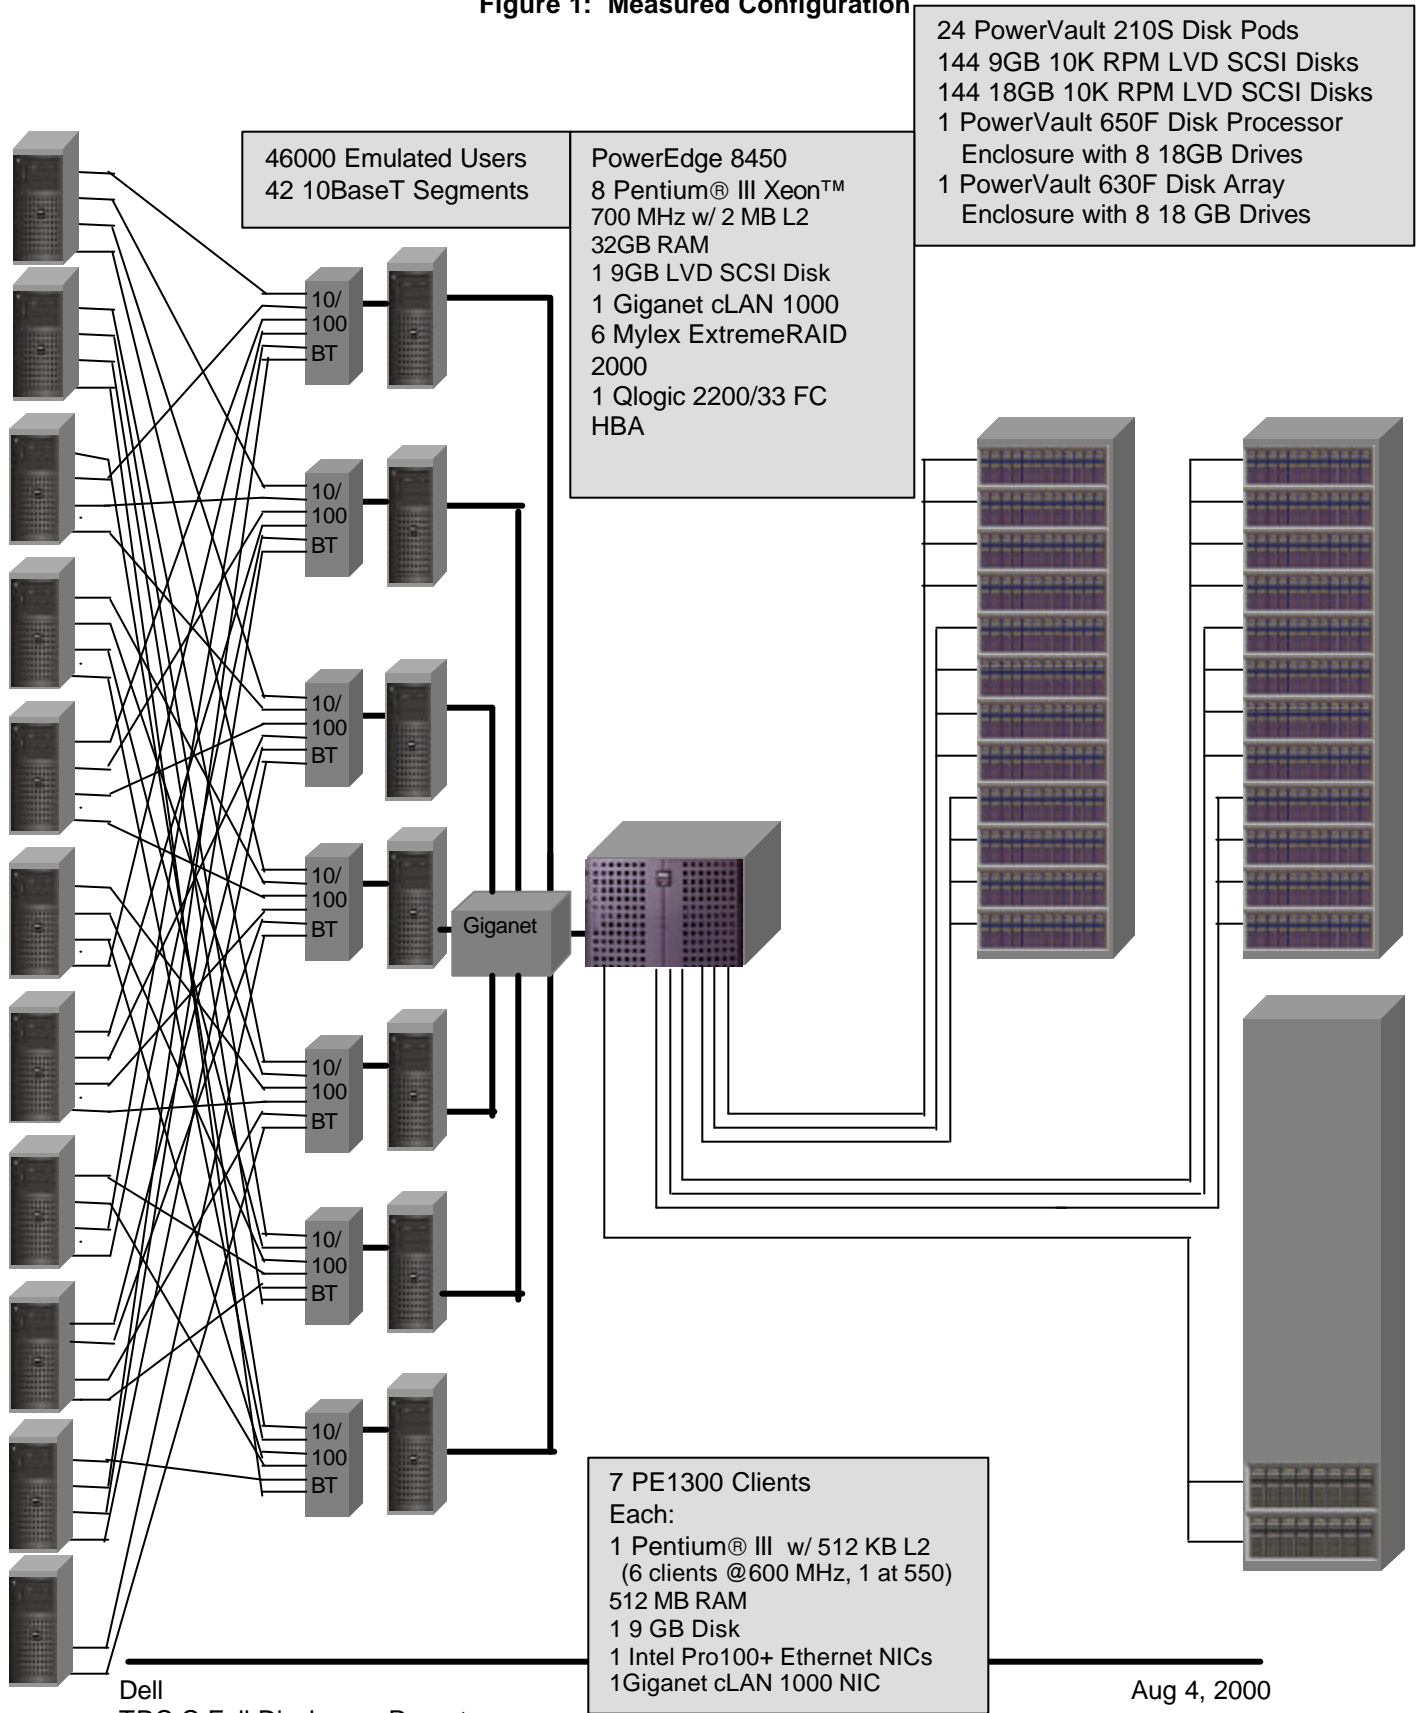 Figure 1: Measured Configuration
24 PowerVault 210S Disk Pods
144 9GB 10K RPM LVD SCSI Disks
144 18GB 10K RPM LVD SCSI Disks
1 PowerVault 650F Disk Processor
Enclosure with 8 18GB Drives
1 PowerVault 630F Disk Array
Enclosure with 8 18 GB Drives
46000 Emulated Users
42 10BaseT Segments
PowerEdge 8450
8 Pentium® III Xeon™
700 MHz w/ 2 MB L2
32GB RAM
1 9GB LVD SCSI Disk
1 Giganet cLAN 1000
6 Mylex ExtremeRAID
2000
1 Qlogic 2200/33 FC
HBA
10/
100
BT
10/
100
BT
10/
100
BT
10/
100
BT
Giganet
10/
100
BT
10/
100
BT
10/
100
BT
7 PE1300 Clients
Each:
1 Pentium® III w/ 512 KB L2
(6 clients @600 MHz, 1 at 550)
512 MB RAM
1 9 GB Disk
1 Intel Pro100+ Ethernet NICs
1Giganet cLAN 1000 NIC
Dell
Aug 4, 2000
TPC-C Full Disclosure Report